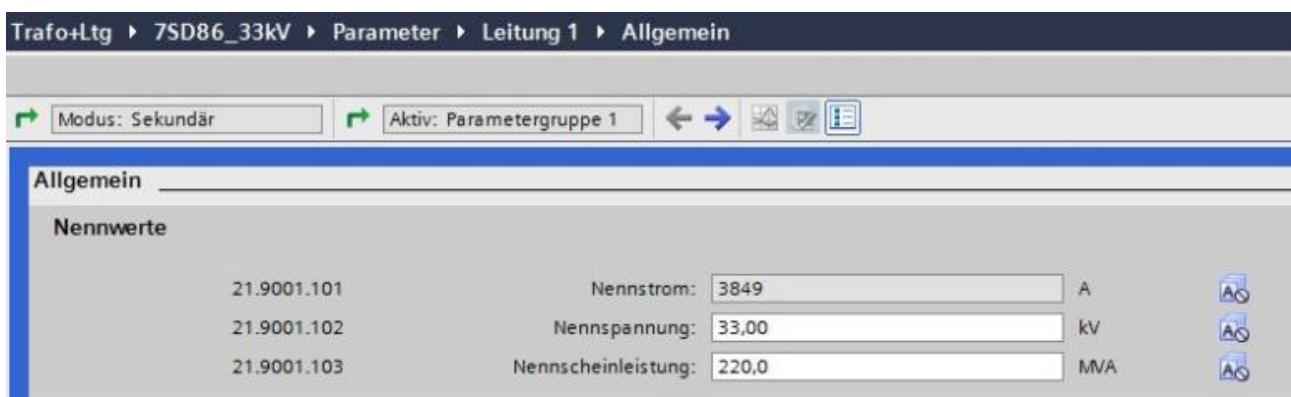 Trafo+Ltg ▸ 7SD86_33kV ▸ Parameter ▸ Leitung 1 ▸ Allgemein
Modus: Sekundär Aktiv: Parametergruppe 1
Allgemein
Nennwerte
21.9001.101 Nennstrom: 3849 A
21.9001.102 Nennspannung: 33,00 kV
21.9001.103 Nennscheinleistung: 220,0 MVA